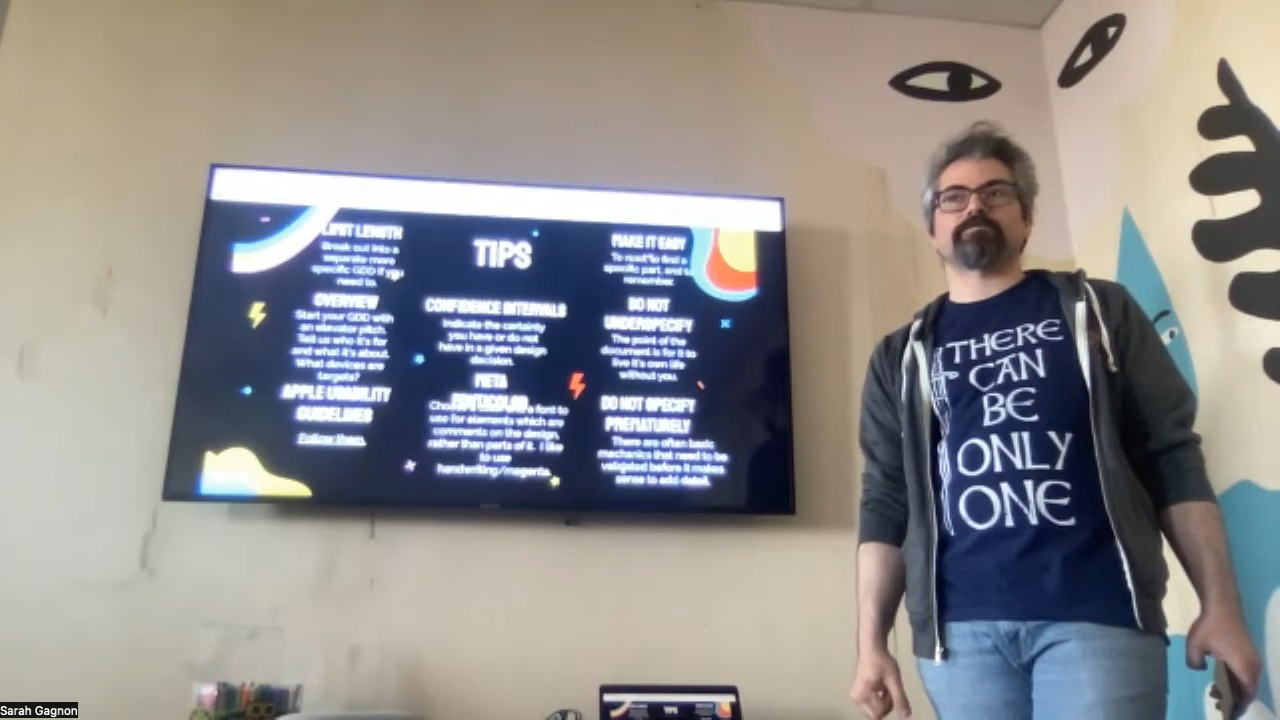 LIMIT LENGTH
Break out into a
separate more
specific GDD if you
need to.
OVERVIEW
Start your GDD with
an elevator pitch.
Tell us who it's for
and what it's about.
What devices are
targets?
APPLE USABILITY
GUIDELINES
Follow them.
TIPS
CONFIDENCE INTERVALS
Indicate the certainty
you have or do not
have in a given design
decision.
META
font to
use for elements which are
comments on the design,
rather than parts of it. I like
to use
handwriting/magenta.
MAKE IT EASY
To read, to find a
specific part, and to
remember.
DO NOT
UNDERSPECIFY
The point of the
document is for it to
live it's own life
without you.
DO NOT SPECIFY
PREMATURELY
There are often basic
mechanics that need to be
validated before it makes
sense to add detail.
THERE
CAN
BE
ONLY
ONE
TIPS
Sarah Gagnon